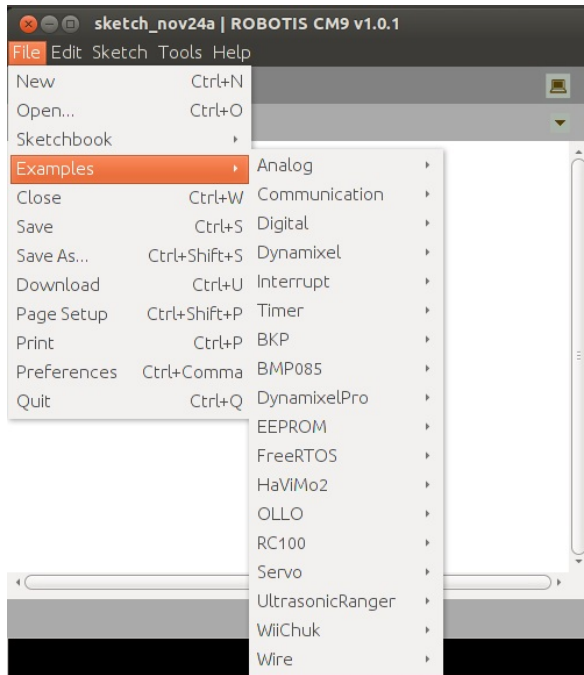 sketch_nov24a | ROBOTIS CM9 v1.0.1
File Edit Sketch Tools Help
New Ctrl+N
Open... Ctrl+O
Sketchbook
Examples
Close Ctrl+W
Save Ctrl+S
Save As... Ctrl+Shift+S
Download Ctrl+U
Page Setup Ctrl+Shift+P
Print Ctrl+P
Preferences Ctrl+Comma
Quit Ctrl+Q
Analog
Communication
Digital
Dynamixel
Interrupt
Timer
BKP
BMP085
DynamixelPro
EEPROM
FreeRTOS
HaViMo2
OLLO
RC100
Servo
UltrasonicRanger
WiiChuk
Wire